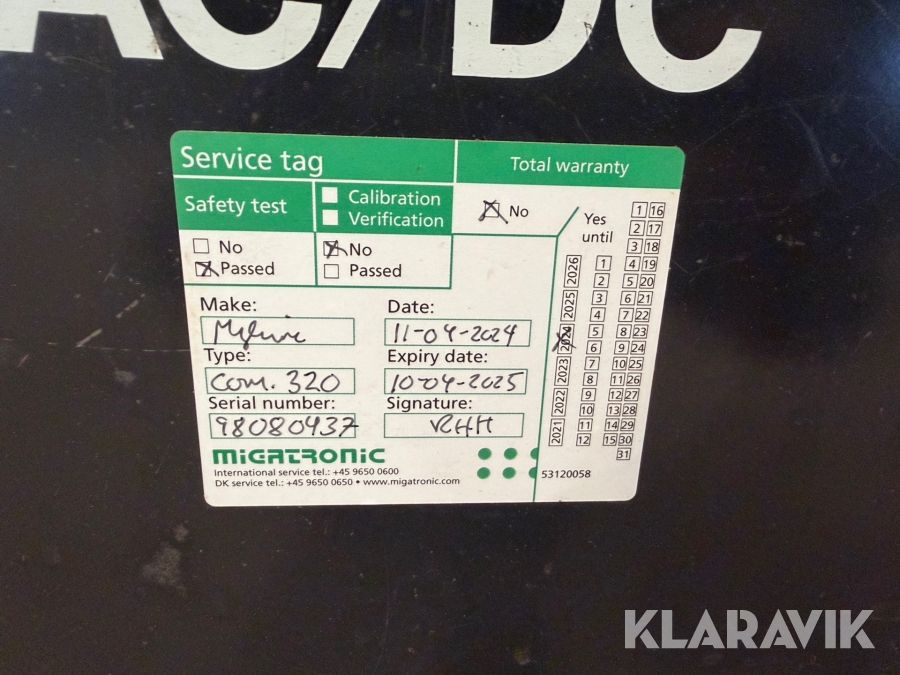 AC/DC
Service tag
Total warranty
Safety test
Calibration
Verification
No
Yes
until
No
Passed
No
Passed
Make:
Date:
11-04-2024
Type:
Expiry date:
Com. 320
10-04-2025
Serial number:
Signature:
98080437
RHH
MIGATRONIC
International service tel.: +45 9650 0600
DK service tel.: +45 9650 0650 • www.migatronic.com
53120058
2026
2025
2024
2023
2022
2021
1
2
3
4
5
6
7
8
9
10
11
12
1 16
2 17
3 18
4 19
5 20
6 21
7 22
8 23
9 24
10 25
11 26
12 27
13 28
14 29
15 30
31
KLARAVIK